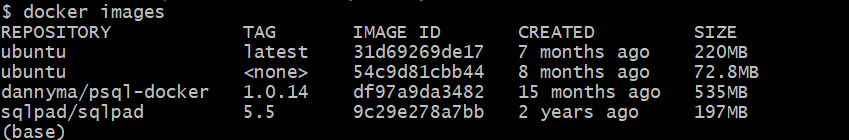 $ docker images
REPOSITORY TAG IMAGE ID CREATED SIZE
ubuntu latest 31d69269de17 7 months ago 220MB
ubuntu <none> 54c9d81cbb44 8 months ago 72.8MB
dannyma/psql-docker 1.0.14 df97a9da3482 15 months ago 535MB
sqlpad/sqlpad 5.5 9c29e278a7bb 2 years ago 197MB
(base)